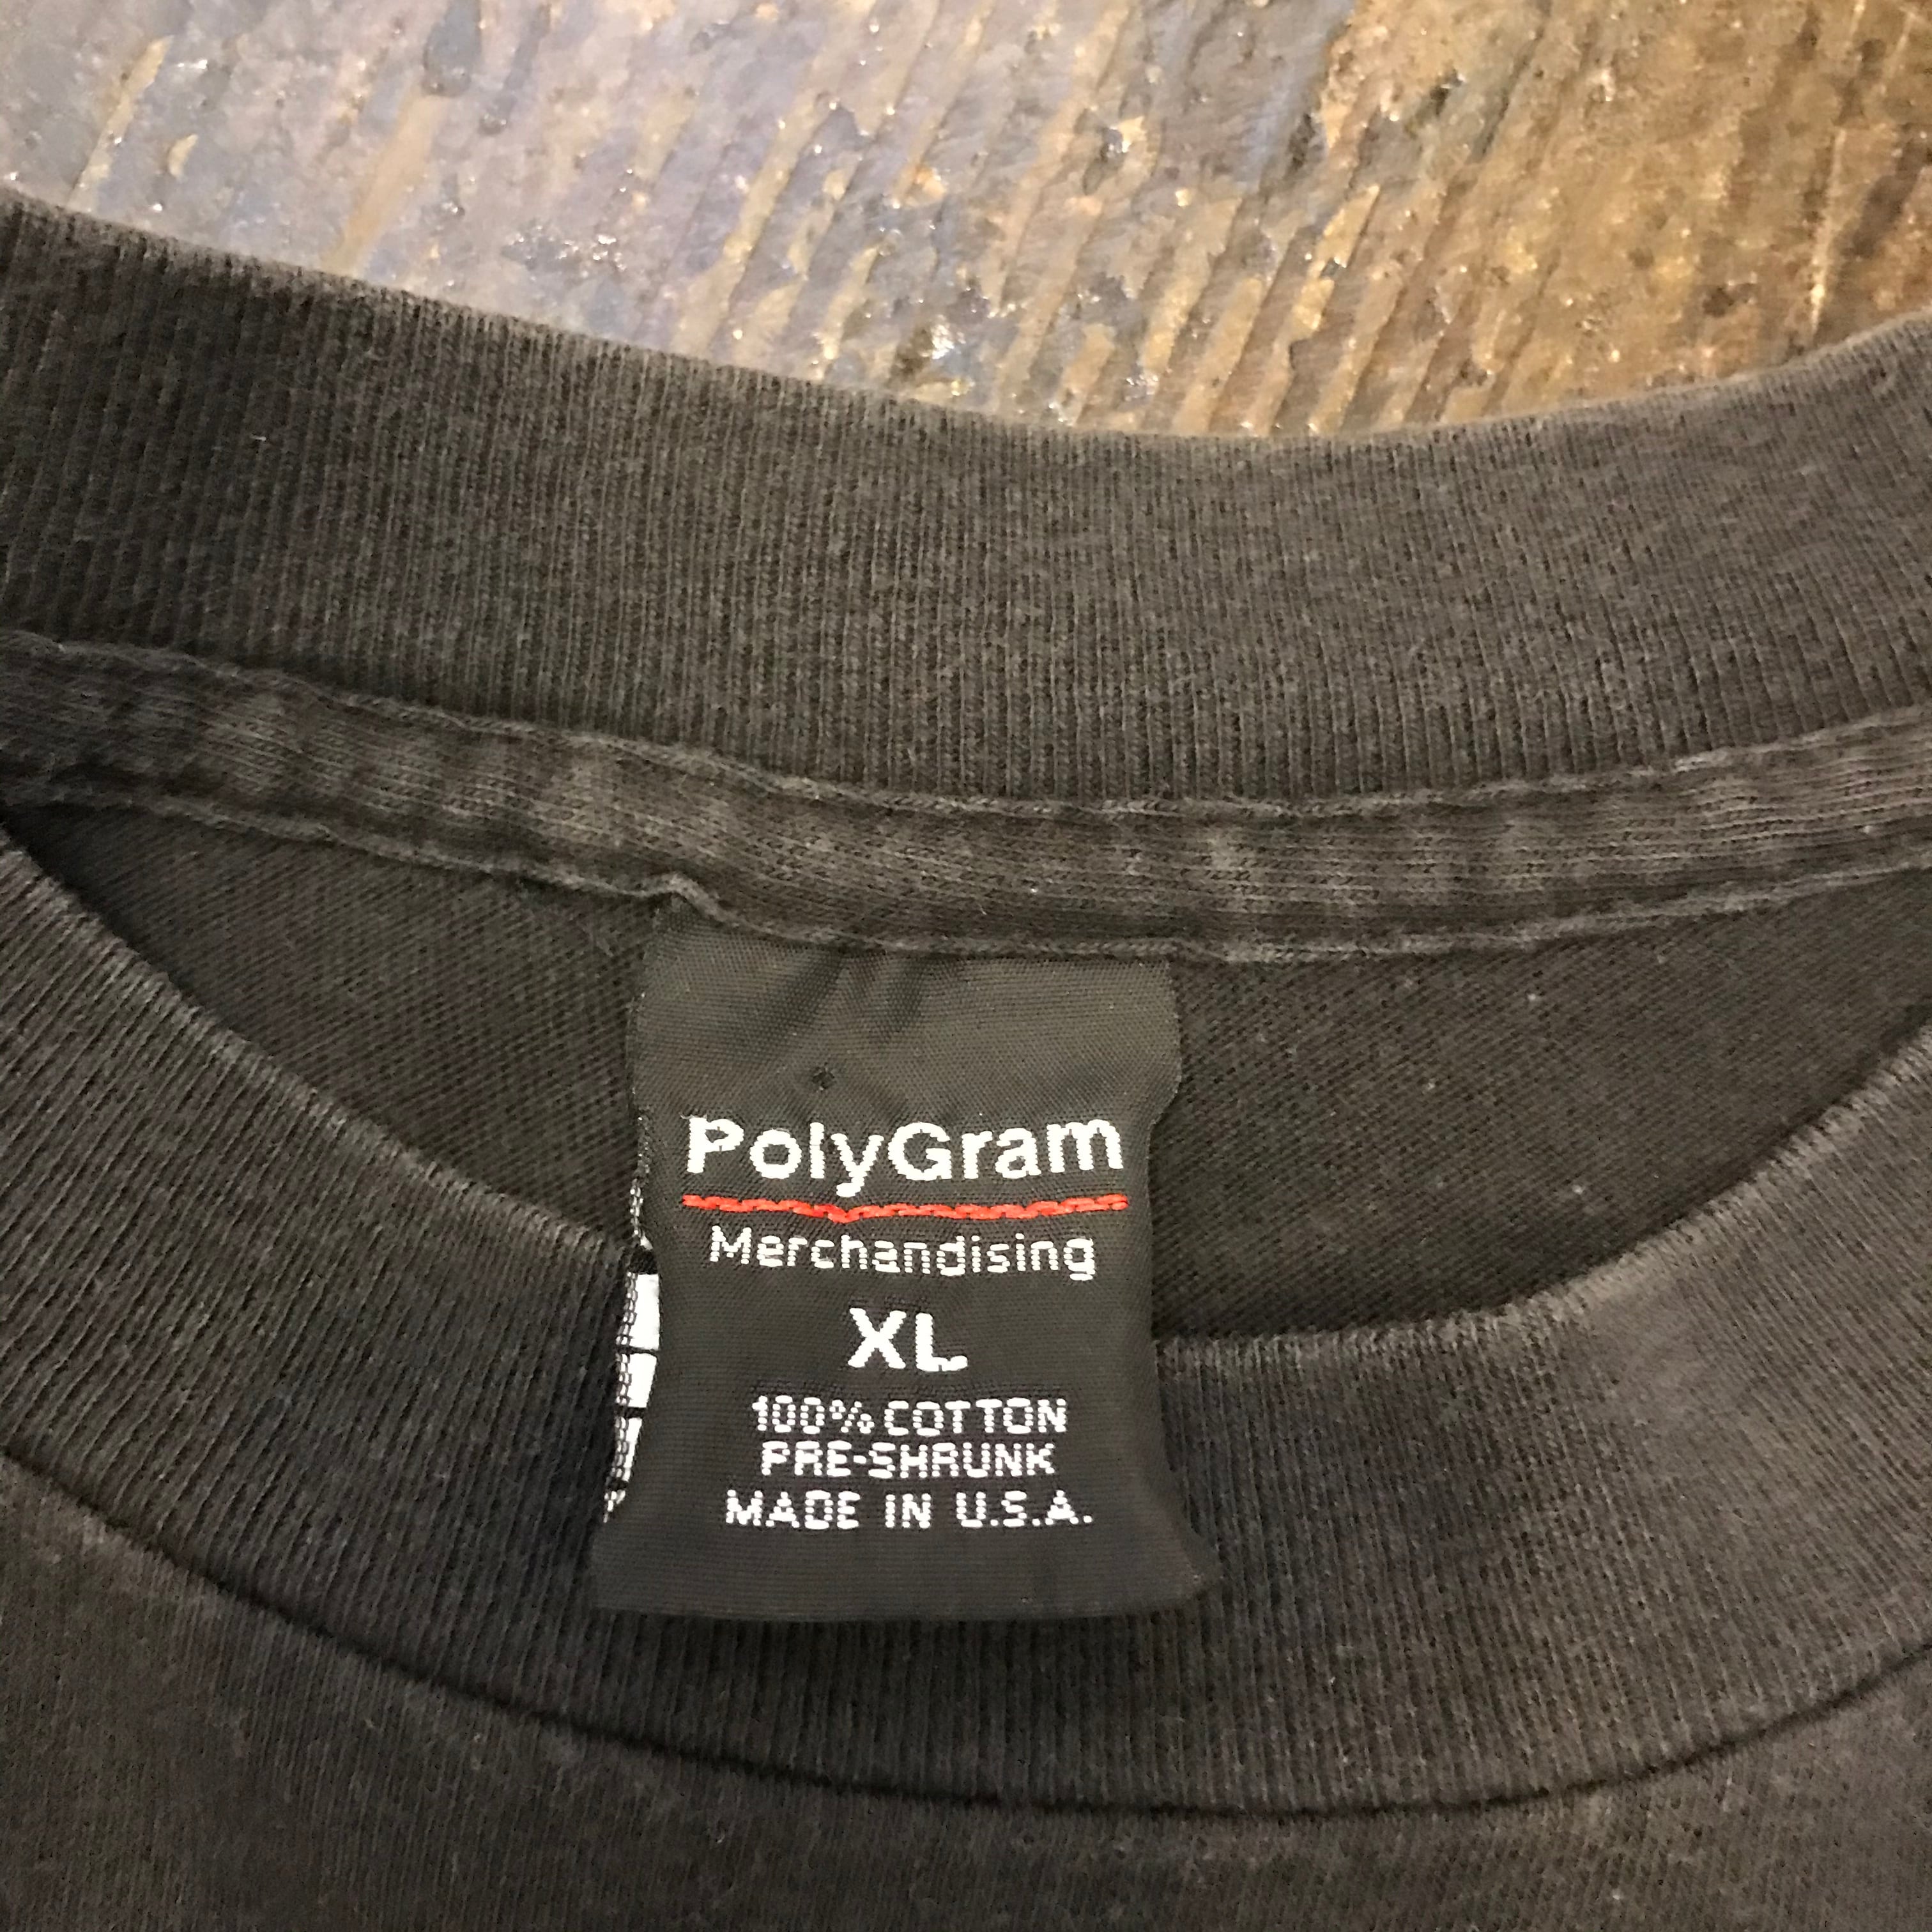 PolyGram
Merchandising
XL
100% COTTON
PRE-SHRUNK
MADE IN U.S.A.